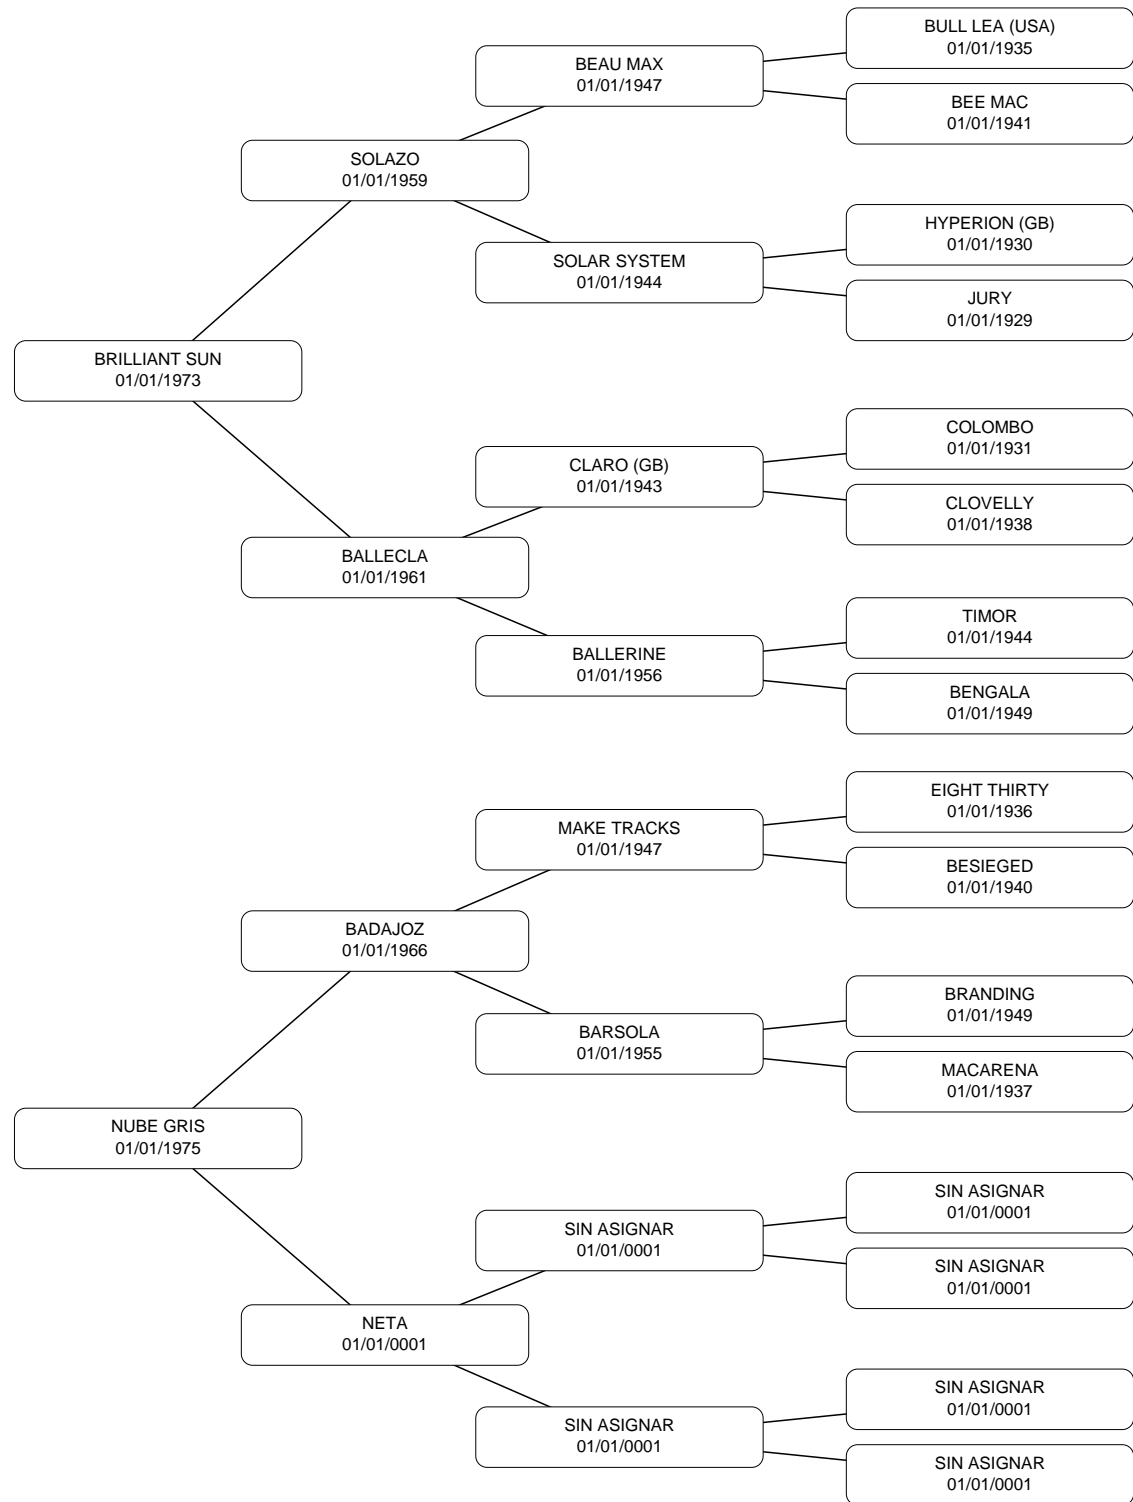 BULL LEA (USA)
01/01/1935
BEAU MAX
01/01/1947
BEE MAC
01/01/1941
SOLAZO
01/01/1959
HYPERION (GB)
01/01/1930
SOLAR SYSTEM
01/01/1944
JURY
01/01/1929
BRILLIANT SUN
01/01/1973
COLOMBO
01/01/1931
CLARO (GB)
01/01/1943
CLOVELLY
01/01/1938
BALLECLA
01/01/1961
TIMOR
01/01/1944
BALLERINE
01/01/1956
BENGALA
01/01/1949
EIGHT THIRTY
01/01/1936
MAKE TRACKS
01/01/1947
BESIEGED
01/01/1940
BADAJOZ
01/01/1966
BRANDING
01/01/1949
BARSOLA
01/01/1955
MACARENA
01/01/1937
NUBE GRIS
01/01/1975
SIN ASIGNAR
01/01/0001
SIN ASIGNAR
01/01/0001
SIN ASIGNAR
01/01/0001
NETA
01/01/0001
SIN ASIGNAR
01/01/0001
SIN ASIGNAR
01/01/0001
SIN ASIGNAR
01/01/0001